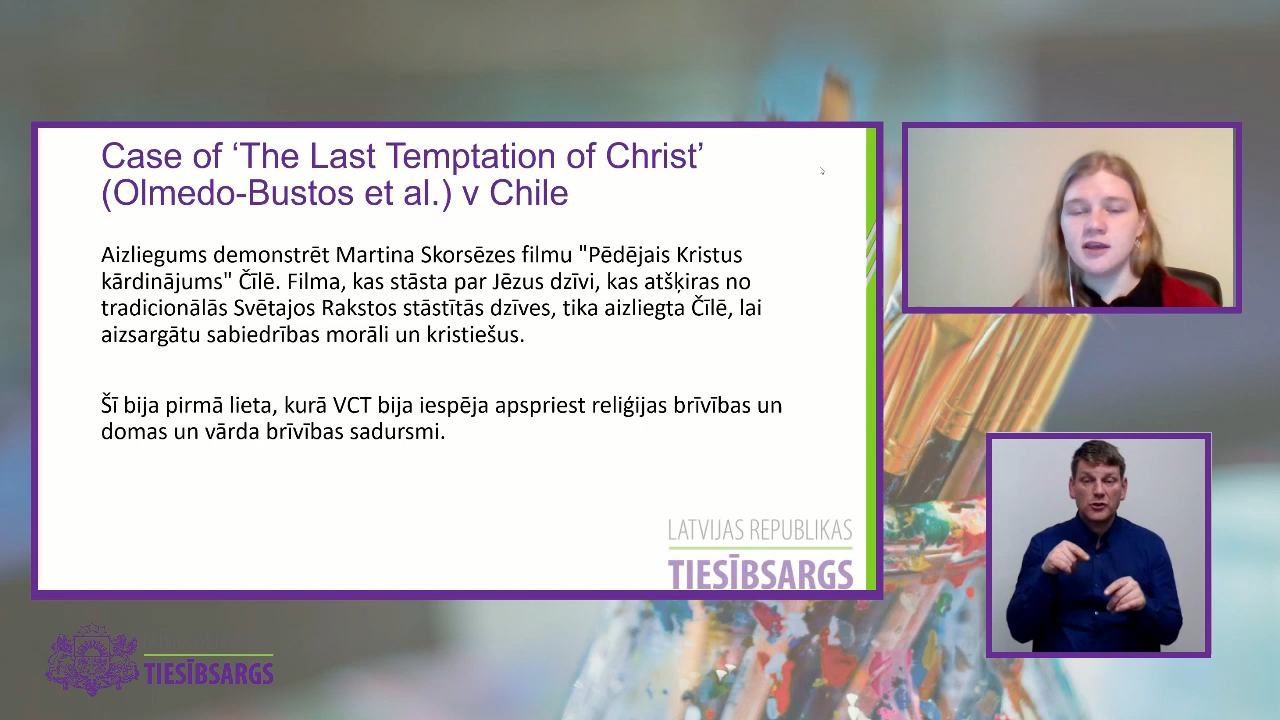 Case of ‘The Last Temptation of Christ’
(Olmedo-Bustos et al.) v Chile
Aizliegums demonstrēt Martina Skorsēzes filmu "Pēdējais Kristus
kārdinājums" Čīlē. Filma, kas stāsta par Jēzus dzīvi, kas atšķiras no
tradicionālās Svētajos Rakstos stāstītās dzīves, tika aizliegta Čīlē, lai
aizsargātu sabiedrības morāli un kristiešus.
Šī bija pirmā lieta, kurā VCT bija iespēja apspriest reliģijas brīvības un
domas un vārda brīvības sadursmi.
LATVIJAS REPUBLIKAS
TIESĪBSARGS
TIESĪBSARGS